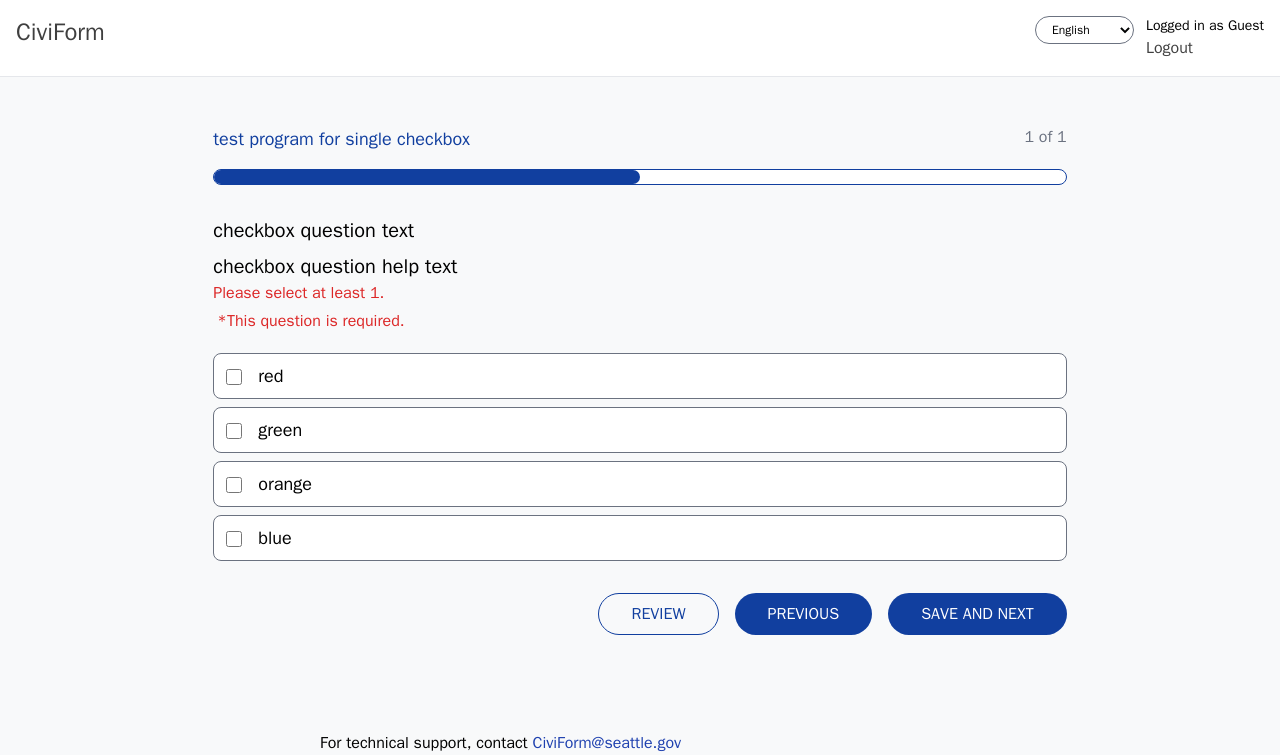 CiviForm
English
Logged in as Guest
Logout
test program for single checkbox
1 of 1
checkbox question text
checkbox question help text
Please select at least 1.
*This question is required.
red
green
orange
blue
REVIEW
PREVIOUS
SAVE AND NEXT
For technical support, contact CiviForm@seattle.gov